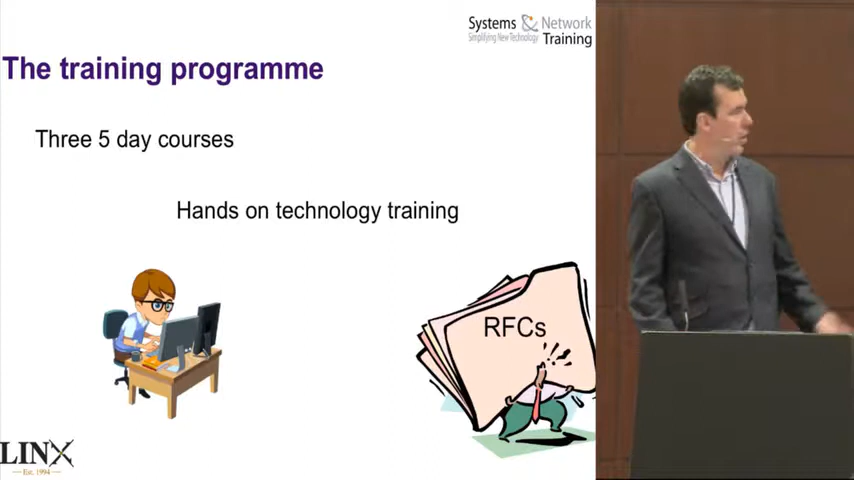 Systems & Network
Simplifying New Technology Training
The training programme
Three 5 day courses
Hands on technology training
RFCs
LINX
Est. 1994